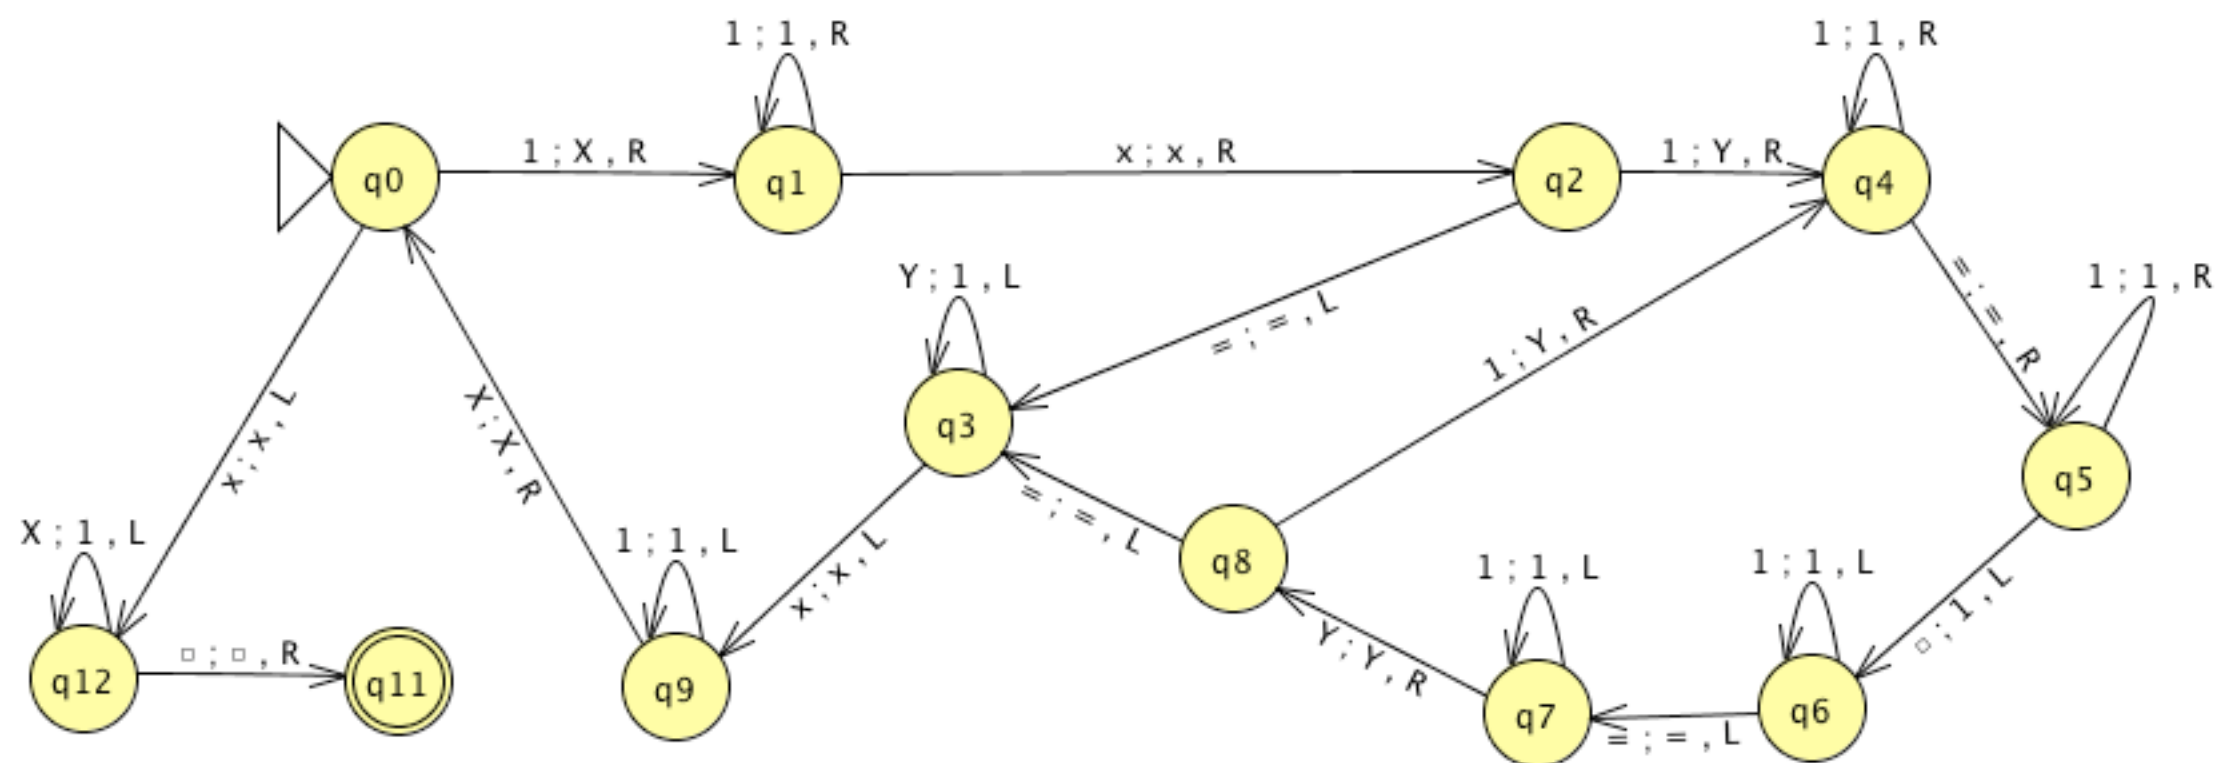 1 ; 1 , R
1 ; 1 , R
q0
1 ; X , R
q1
x ; x , R
q2
1 ; Y , R
q4
Y ; 1 , L
= ; = , L
1 ; Y , R
= ; = , R
1 ; 1 , R
x ; x , L
X ; X , R
q3
= ; = , L
q5
X ; 1 , L
1 ; 1 , L
x ; x , L
q8
1 ; 1 , L
1 ; 1 , L
□ ; 1 , L
q12
□ ; □ , R
q11
q9
Y ; Y , R
q7
= ; = , L
q6